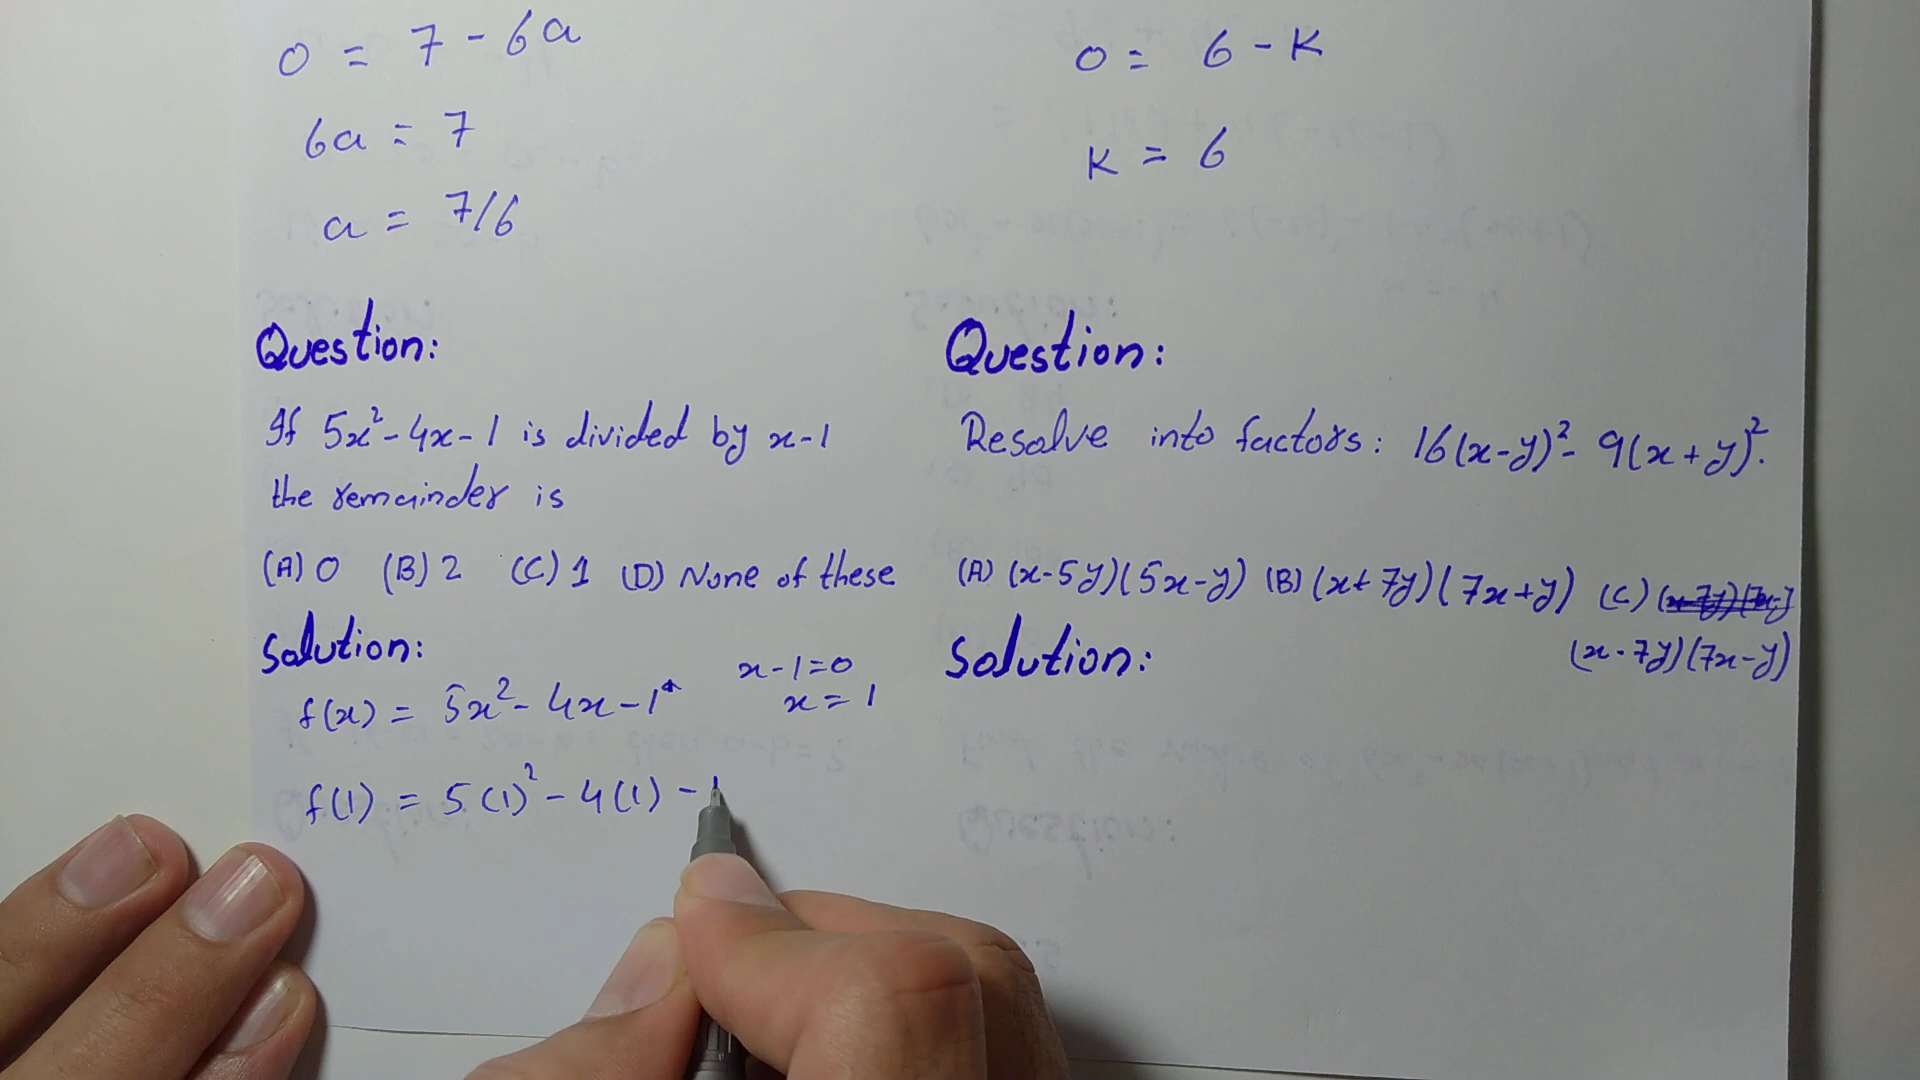 0 = 7 - 6a
6a = 7
a = 7/6
Question:
If 5x² - 4x - 1 is divided by x-1
the remainder is
(A) 0 (B) 2 (C) 1 (D) None of these
Solution:
f(x) = 5x² - 4x - 1
x - 1 = 0
x = 1
f(1) = 5(1)² - 4(1) - 1
0 = 6 - K
K = 6
Question:
Resolve into factors: 16(x-y)² - 9(x+y)².
(A) (x-5y)(5x-y) (B) (x+7y)(7x+y) (C)
(x-7y)(7x-y)
Solution: